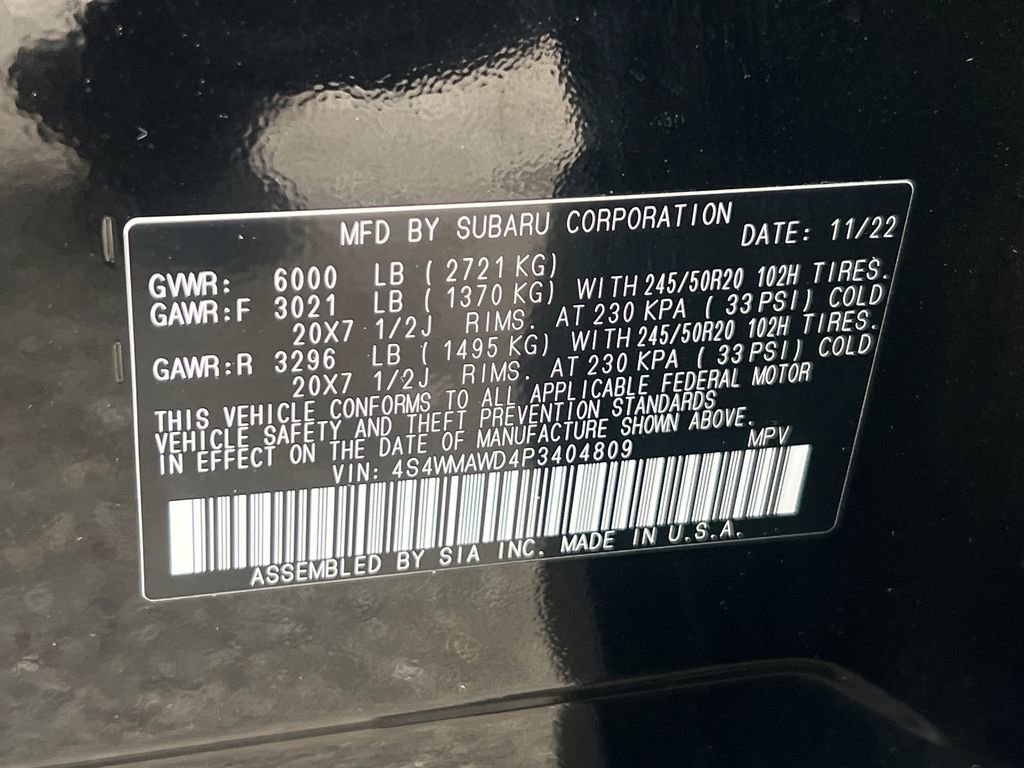 MFD BY SUBARU CORPORATION DATE: 11/22
GVWR: 6000 LB ( 2721 KG)
GAWR:F 3021 LB ( 1370 KG) WITH 245/50R20 102H TIRES.
20X7 1/2J RIMS. AT 230 KPA ( 33 PSI) COLD
GAWR:R 3296 LB ( 1495 KG) WITH 245/50R20 102H TIRES.
20X7 1/2J RIMS. AT 230 KPA ( 33 PSI) COLD
THIS VEHICLE CONFORMS TO ALL APPLICABLE FEDERAL MOTOR
VEHICLE SAFETY AND THEFT PREVENTION STANDARDS
IN EFFECT ON THE DATE OF MANUFACTURE SHOWN ABOVE.
VIN: 4S4WMAWD4P3404809 MPV
ASSEMBLED BY SIA INC. MADE IN U.S.A.